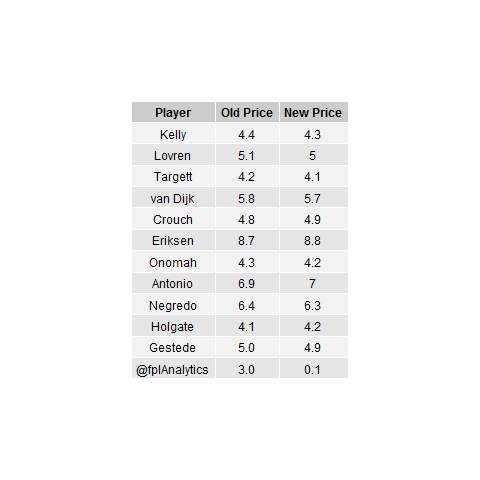 Player Old Price New Price
Kelly 4.4 4.3
Lovren 5.1 5
Targett 4.2 4.1
van Dijk 5.8 5.7
Crouch 4.8 4.9
Eriksen 8.7 8.8
Onomah 4.3 4.2
Antonio 6.9 7
Negredo 6.4 6.3
Holgate 4.1 4.2
Gestede 5.0 4.9
@fplAnalytics 3.0 0.1